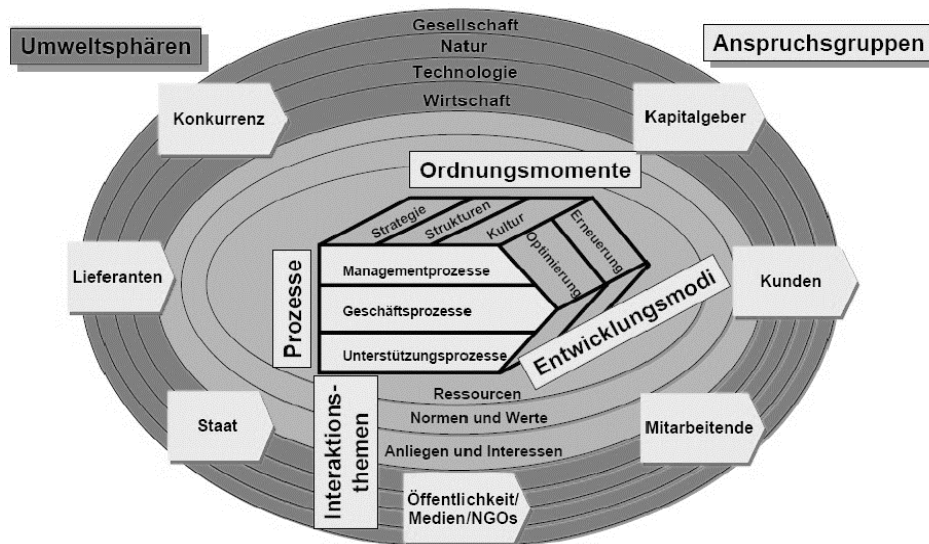 Gesellschaft
Umweltsphären
Natur
Anspruchsgruppen
Technologie
Wirtschaft
Konkurrenz
Kapitalgeber
Ordnungsmomente
Strategie
Strukturen
Kultur
Optimierung
Erneuerung
Lieferanten
Prozesse
Managementprozesse
Geschäftsprozesse
Unterstützungsprozesse
Entwicklungsmodi
Kunden
Interaktions-
themen
Ressourcen
Normen und Werte
Anliegen und Interessen
Staat
Mitarbeitende
Öffentlichkeit/
Medien/NGOs